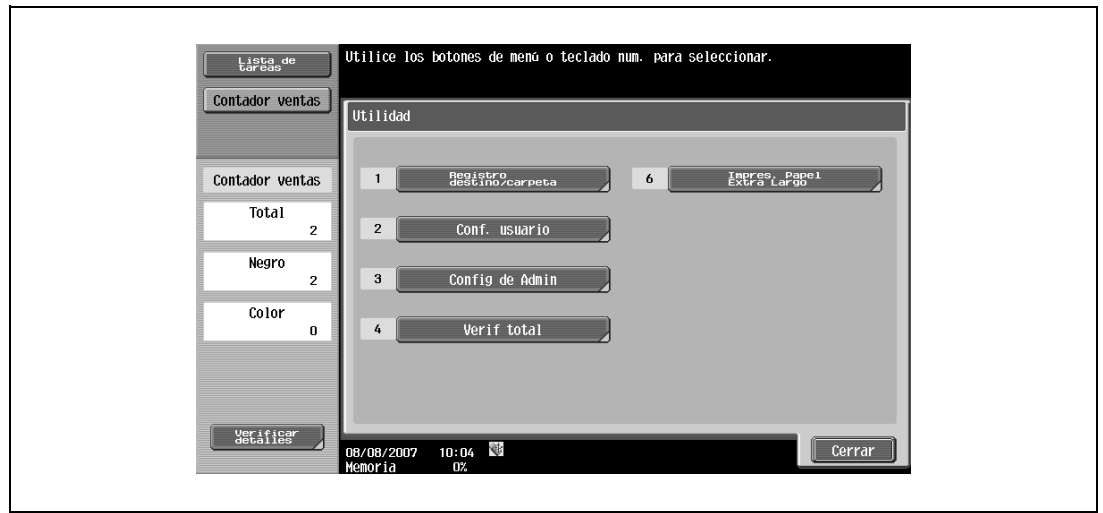 Lista de
tareas
Utilice los botones de menú o teclado num. para seleccionar.
Contador ventas
Utilidad
Contador ventas
1 Registro
destino/carpeta
6 Impres. Papel
Extra Largo
Total
2
2 Conf. usuario
Negro
2
3 Config de Admin
Color
0
4 Verif total
Verificar
detalles
08/08/2007 10:04
Memoria 0%
Cerrar